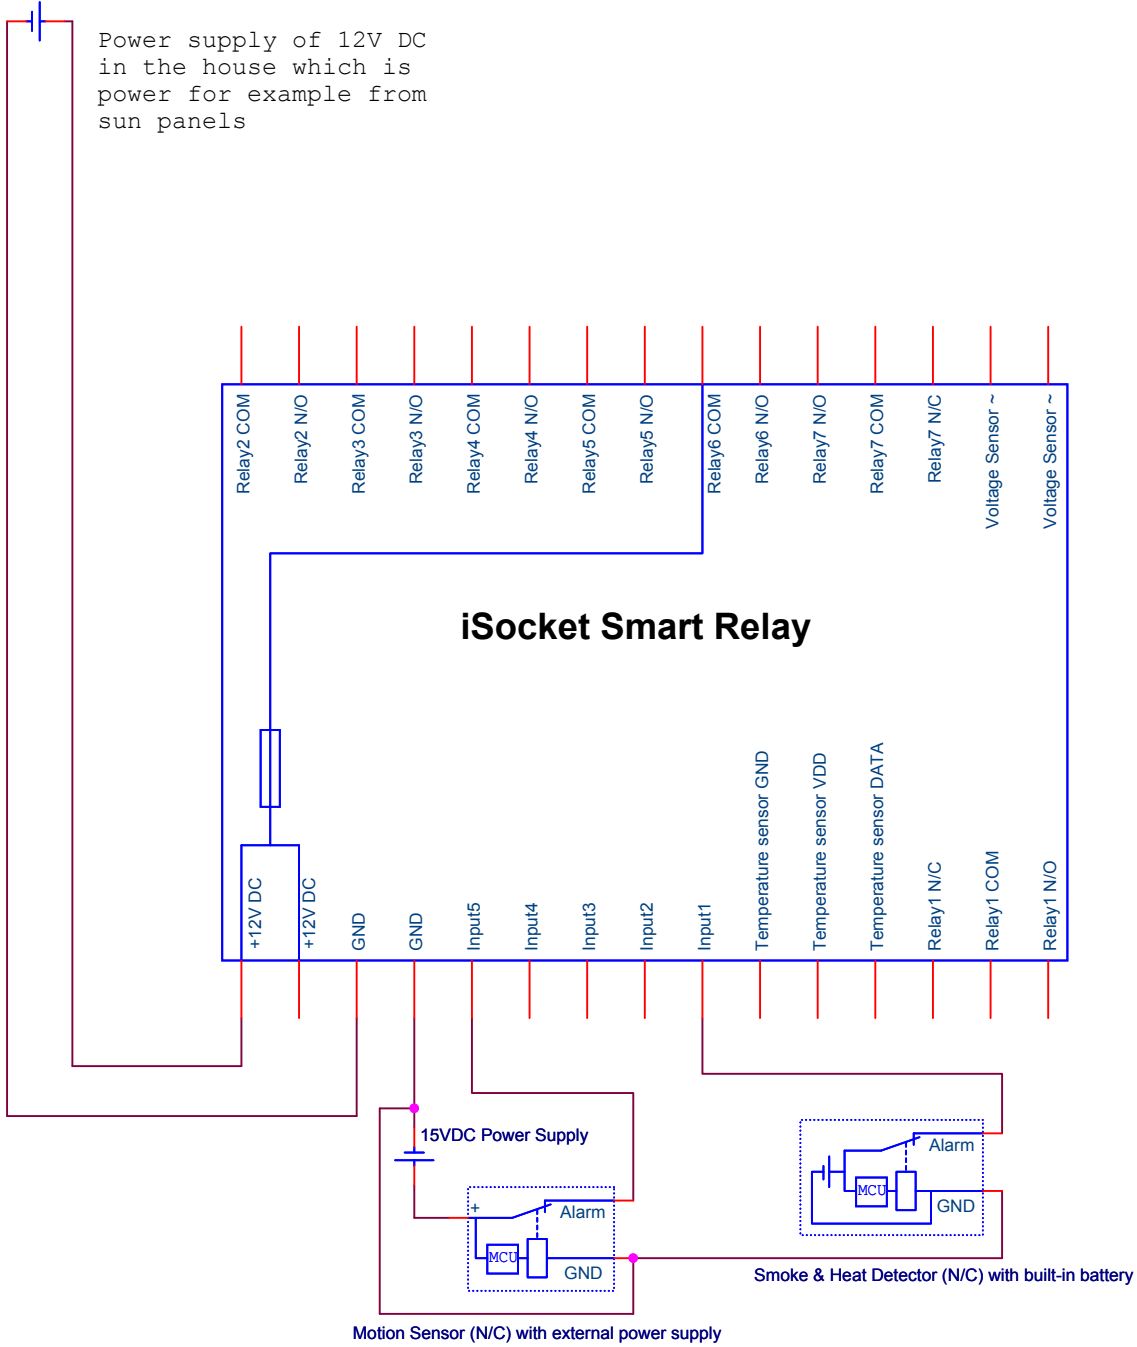 Power supply of 12V DC
in the house which is
power for example from
sun panels
Relay2 COM
Relay2 N/O
Relay3 COM
Relay3 N/O
Relay4 COM
Relay4 N/O
Relay5 COM
Relay5 N/O
Relay6 COM
Relay6 N/O
Relay7 N/O
Relay7 COM
Relay7 N/C
Voltage Sensor ~
Voltage Sensor ~
iSocket Smart Relay
+12V DC
+12V DC
GND
GND
Input5
Input4
Input3
Input2
Input1
Temperature sensor GND
Temperature sensor VDD
Temperature sensor DATA
Relay1 N/C
Relay1 COM
Relay1 N/O
15VDC Power Supply
+
Alarm
MCU
GND
Motion Sensor (N/C) with external power supply
Alarm
MCU
GND
Smoke & Heat Detector (N/C) with built-in battery